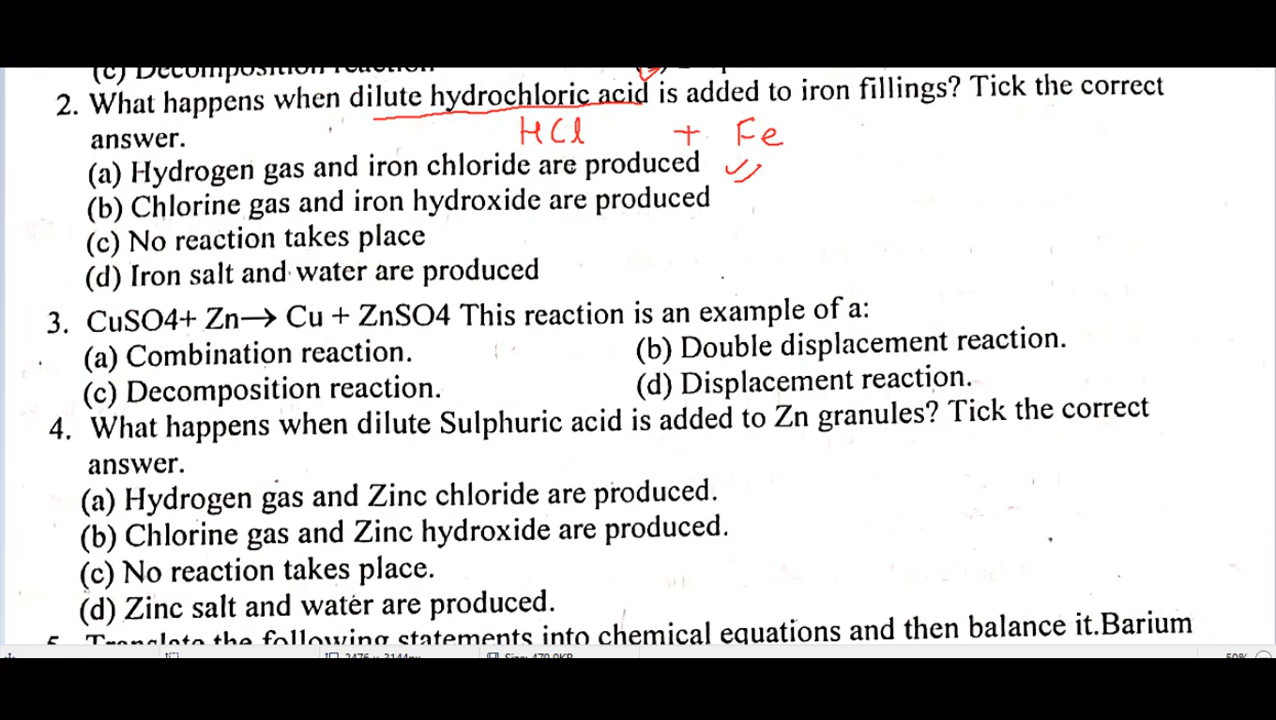 (c) Decomposition reaction
2. What happens when dilute hydrochloric acid is added to iron fillings? Tick the correct
answer.
HCl + Fe
(a) Hydrogen gas and iron chloride are produced
(b) Chlorine gas and iron hydroxide are produced
(c) No reaction takes place
(d) Iron salt and water are produced
3. CuSO4+ Zn→ Cu + ZnSO4 This reaction is an example of a:
(a) Combination reaction. (b) Double displacement reaction.
(c) Decomposition reaction. (d) Displacement reaction.
4. What happens when dilute Sulphuric acid is added to Zn granules? Tick the correct
answer.
(a) Hydrogen gas and Zinc chloride are produced.
(b) Chlorine gas and Zinc hydroxide are produced.
(c) No reaction takes place.
(d) Zinc salt and water are produced.
5. Translate the following statements into chemical equations and then balance it.Barium